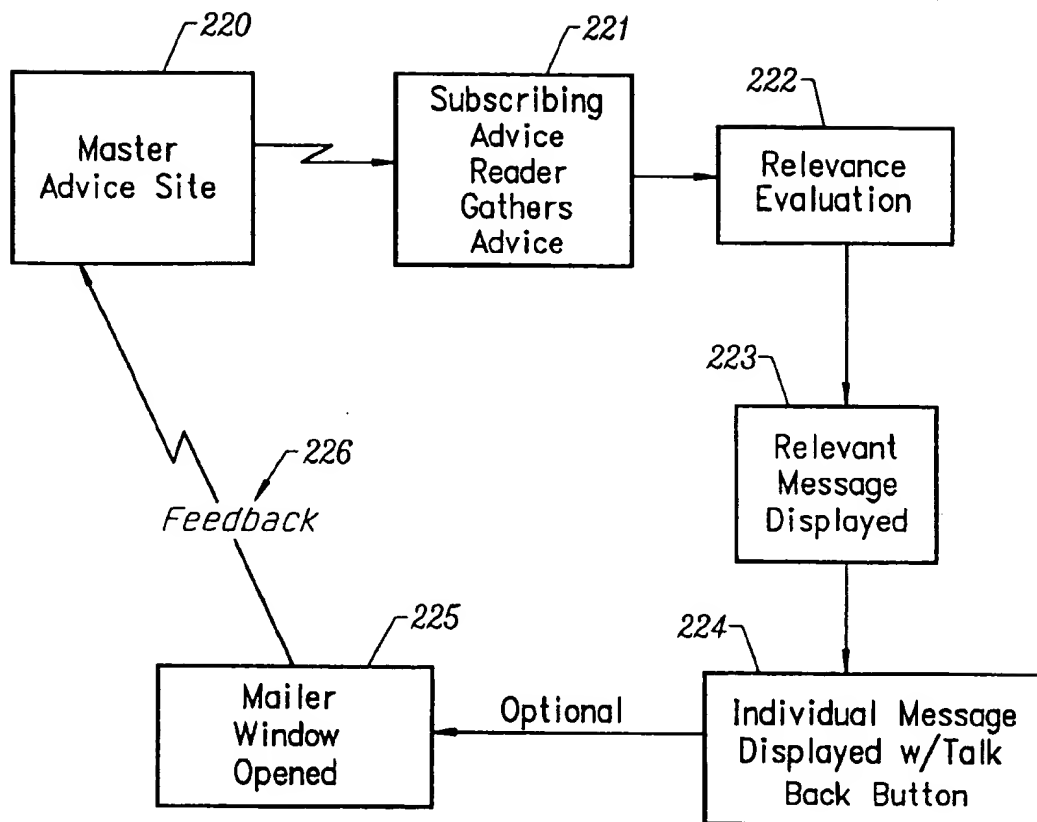 220
Master
Advice Site
221
Subscribing
Advice
Reader
Gathers
Advice
222
Relevance
Evaluation
223
Relevant
Message
Displayed
224
Individual Message
Displayed w/Talk
Back Button
Optional
225
Mailer
Window
Opened
226
Feedback